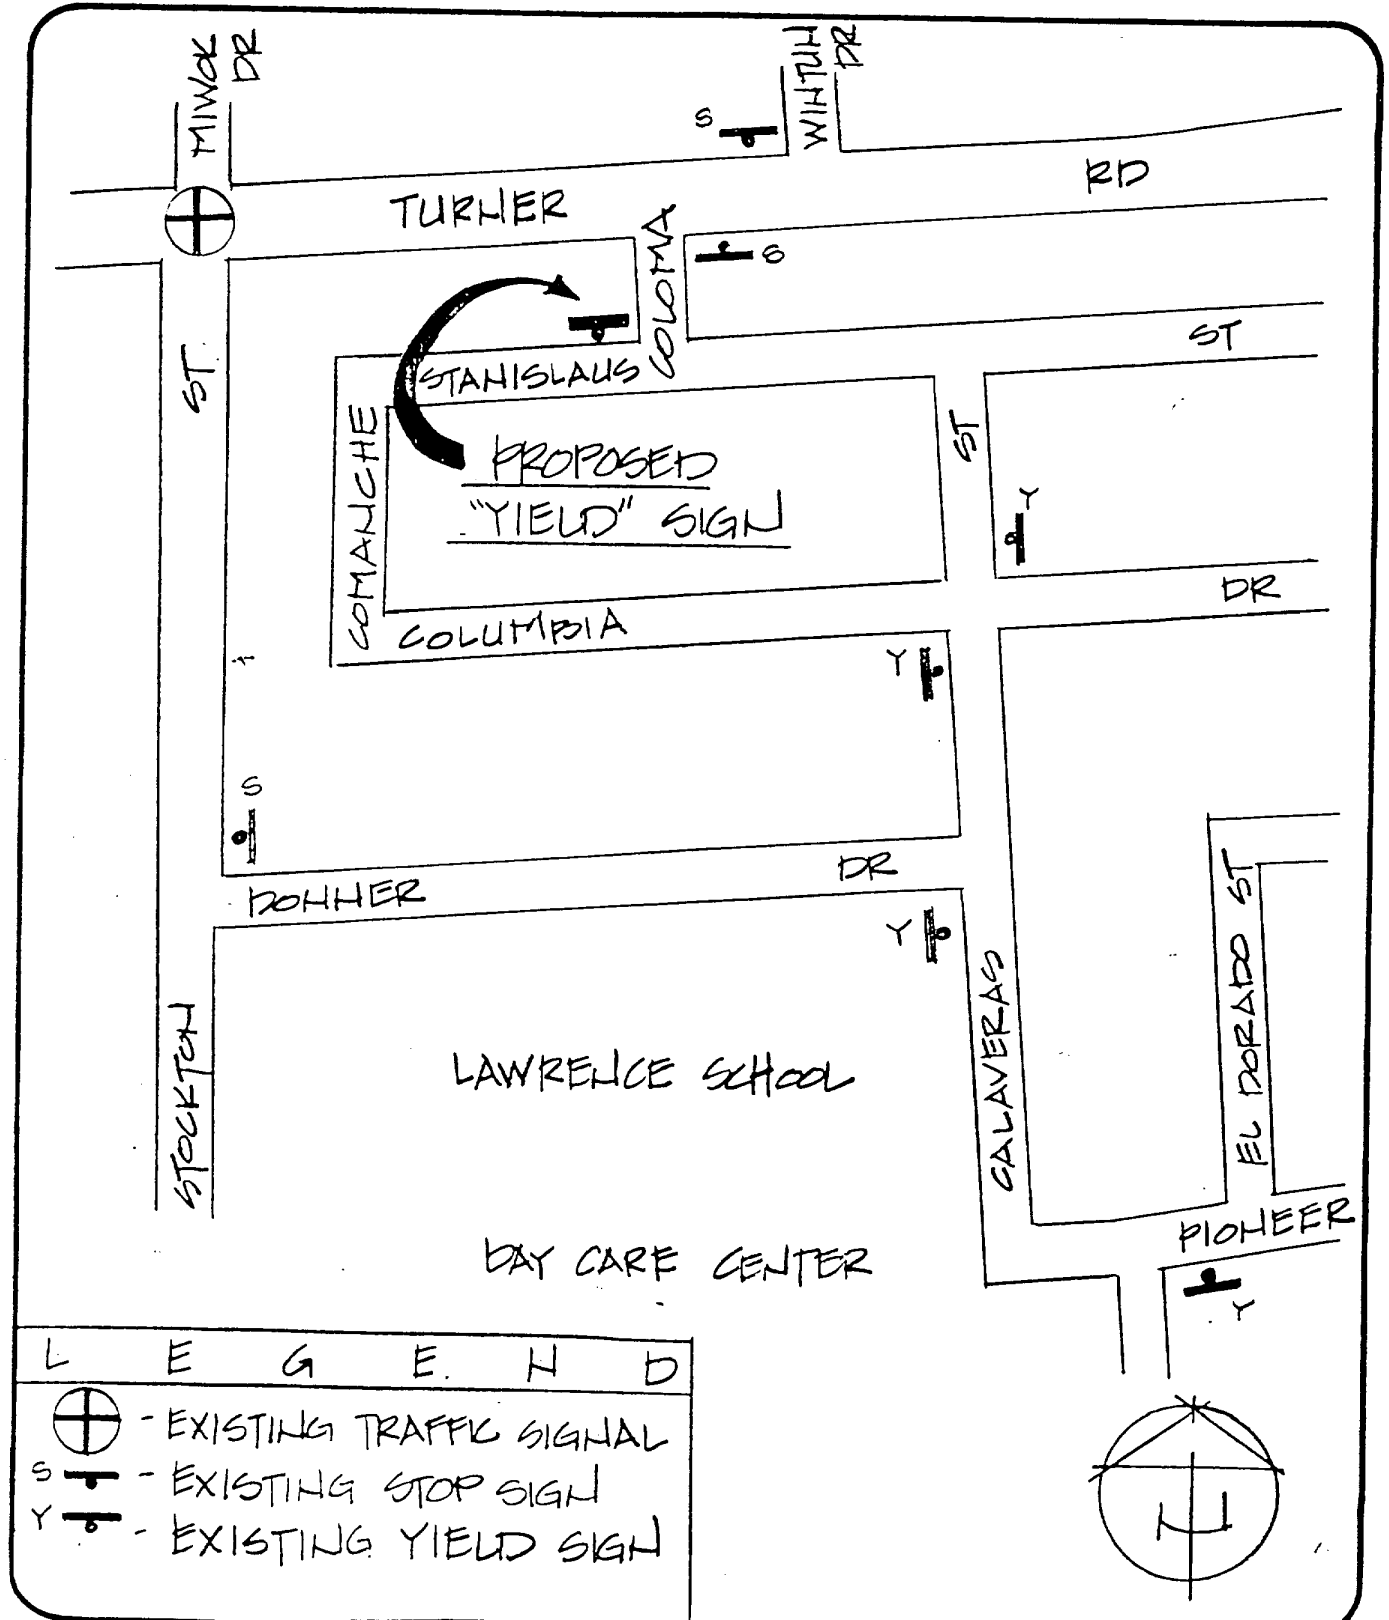 MIWOK
DR
WINTUN
DR
S
TURNER
RD
COLOMA
S
ST
STANISLAUS
ST
COMANCHE
PROPOSED
"YIELD" SIGN
ST
Y
DR
COLUMBIA
Y
S
DONNER
DR
Y
CALAVERAS
EL DORADO ST
STOCKTON
LAWRENCE SCHOOL
DAY CARE CENTER
PIONEER
Y
LEGEND
- EXISTING TRAFFIC SIGNAL
S - EXISTING STOP SIGN
Y - EXISTING YIELD SIGN
N